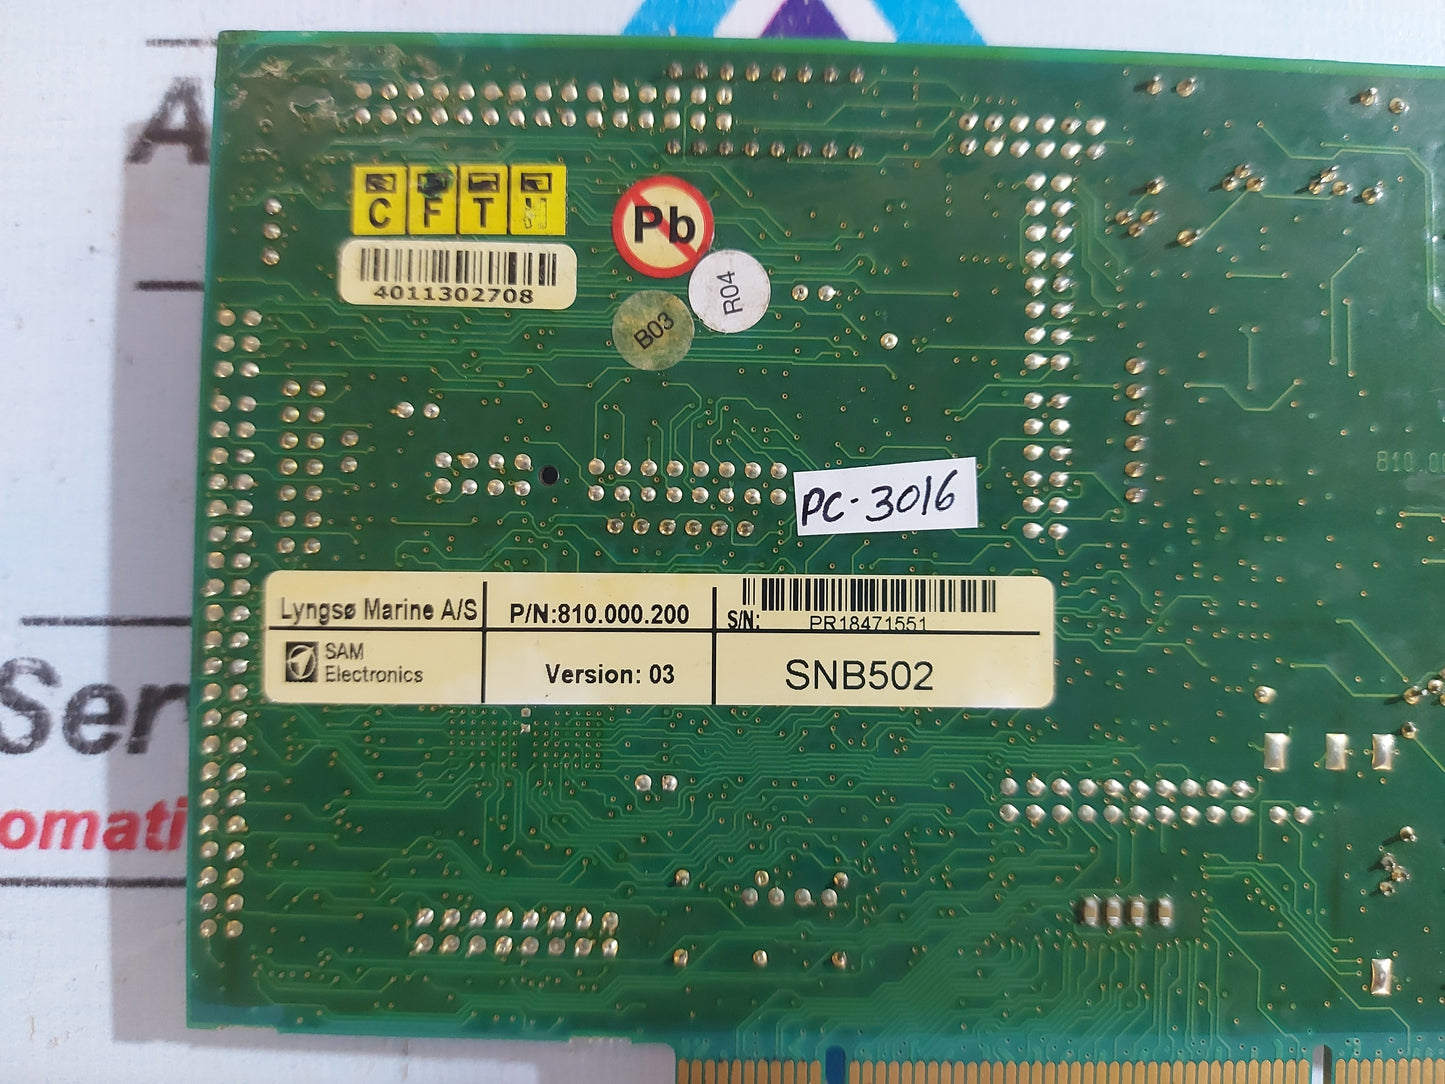 A
Ser
omati
C F T
4011302708
Pb
R04
B03
PC-3016
810.00
Lyngsø Marine A/S
SAM
Electronics
P/N:810.000.200
Version: 03
S/N:
PR18471551
SNB502